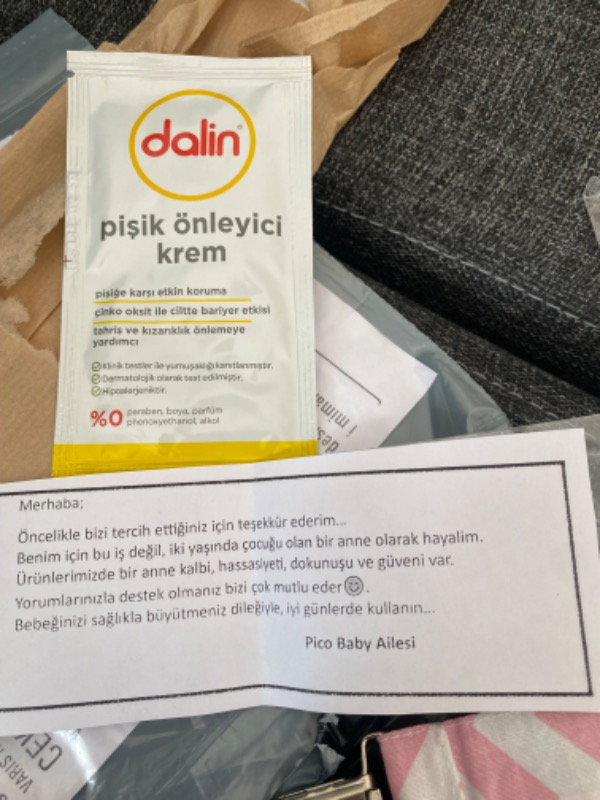 dalin
pişik önleyici
krem
pişiğe karşı etkin koruma
çinko oksit ile ciltte bariyer etkisi
tahriş ve kızarıklık önlemeye
yardımcı
Klinik testler ile yumuşaklığı kanıtlanmıştır.
Dermatolojik olarak test edilmiştir.
Hipoalerjeniktir.
%0 paraben, boya, parfüm
phenoxyethanol, alkol
Merhaba;
Öncelikle bizi tercih ettiğiniz için teşekkür ederim...
Benim için bu iş değil, iki yaşında çocuğu olan bir anne olarak hayalim.
Ürünlerimizde bir anne kalbi, hassasiyeti, dokunuşu ve güveni var.
Yorumlarınızla destek olmanız bizi çok mutlu eder☺.
Bebeğinizi sağlıkla büyütmeniz dileğiyle, iyi günlerde kullanın...
Pico Baby Ailesi